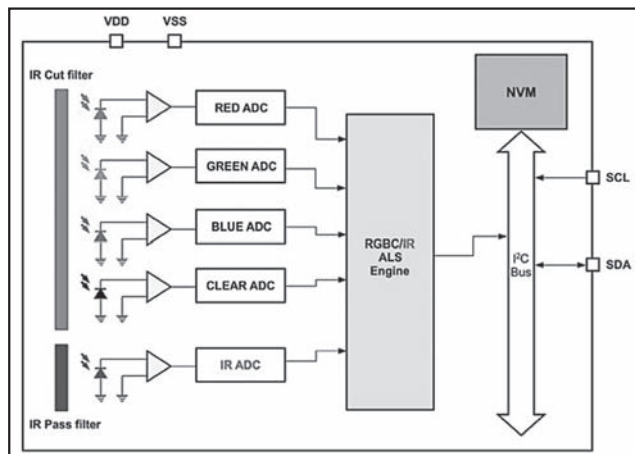 VDD
VSS
IR Cut filter
RED ADC
GREEN ADC
BLUE ADC
CLEAR ADC
IR ADC
IR Pass filter
RGBC/IR
ALS
Engine
NVM
I²C
Bus
SCL
SDA